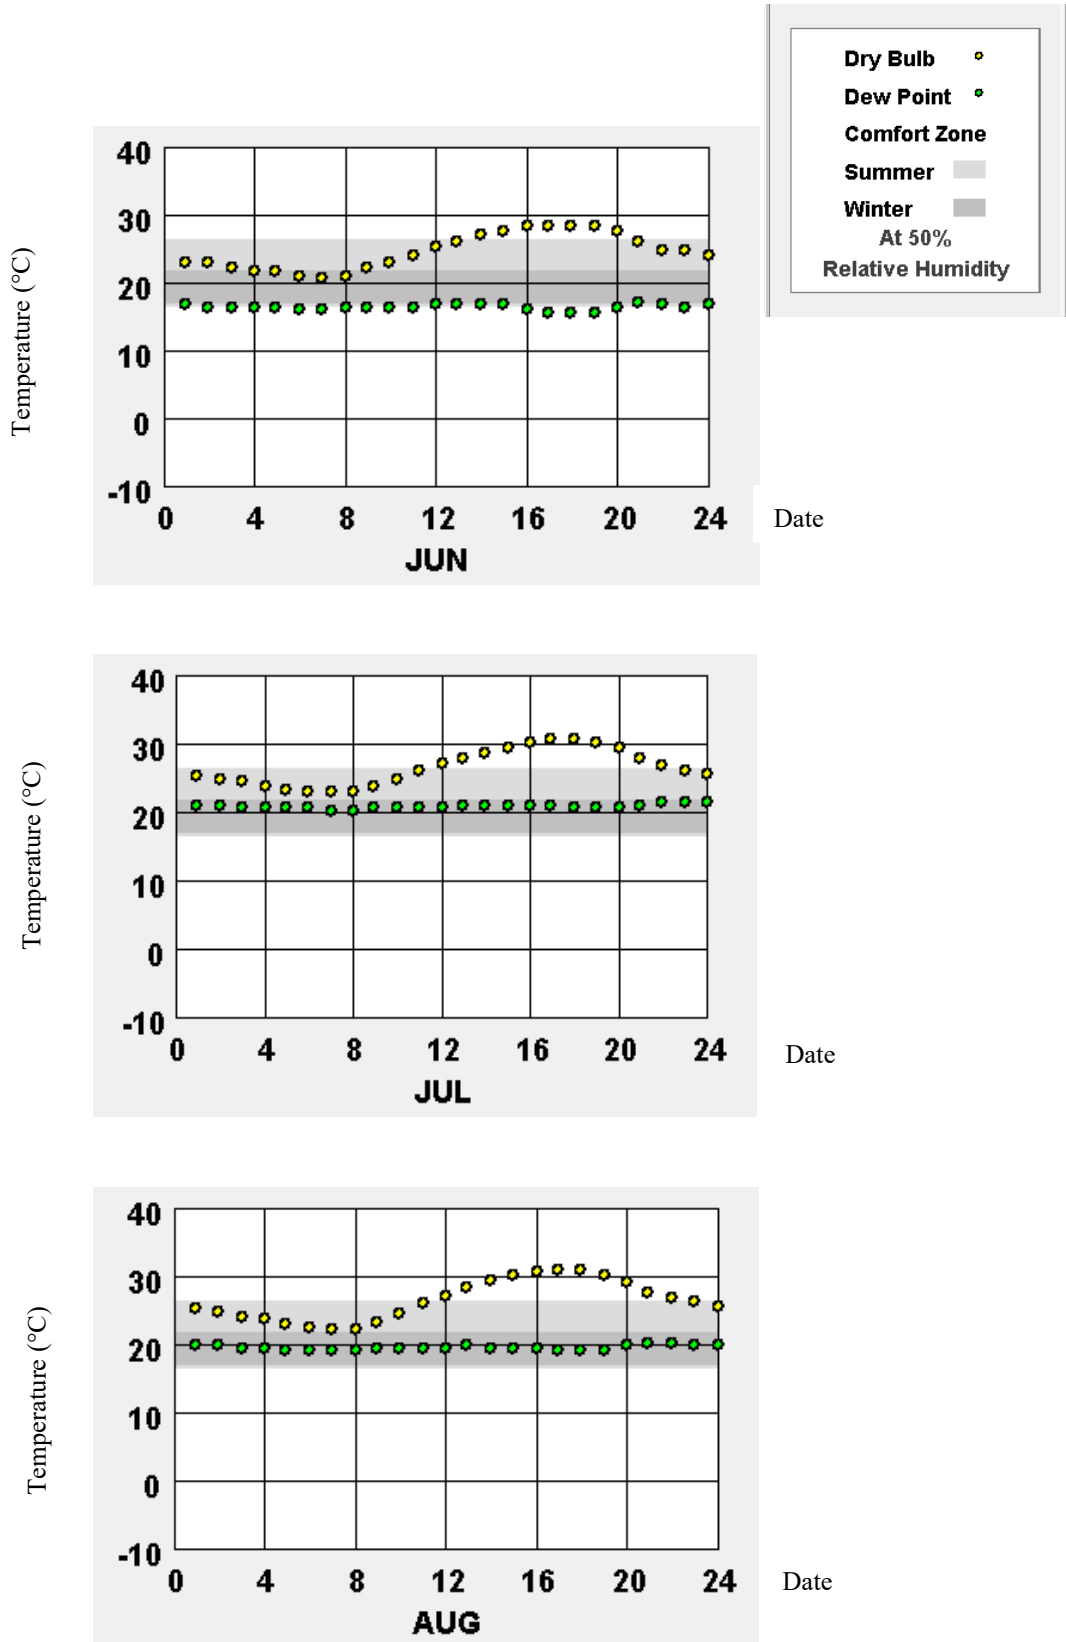 Dry Bulb
Dew Point
Comfort Zone
Summer
Winter
At 50%
Relative Humidity
Temperature (°C)
40
30
20
10
0
-10
0 4 8 12 16 20 24
Date
JUN
Temperature (°C)
40
30
20
10
0
-10
0 4 8 12 16 20 24
Date
JUL
Temperature (°C)
40
30
20
10
0
-10
0 4 8 12 16 20 24
Date
AUG